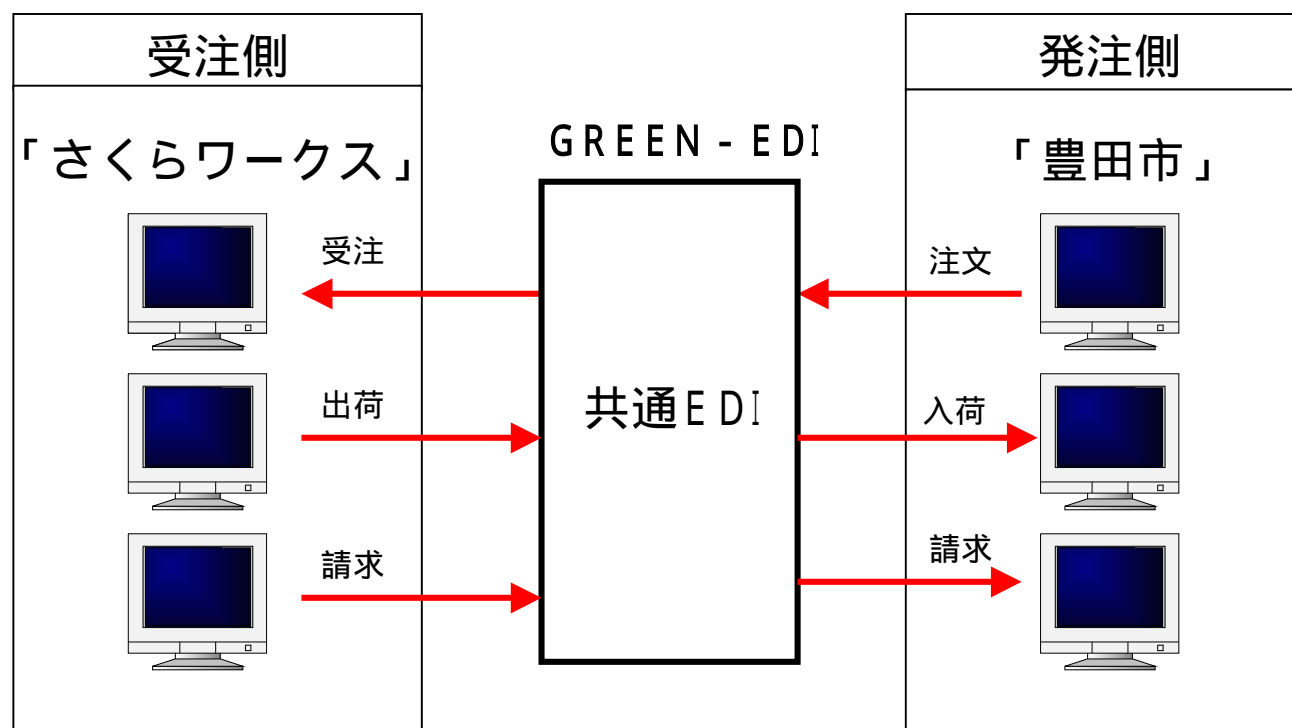 受注側
発注側
「さくらワークス」
GREEN-EDI
「豊田市」
受注
注文
出荷
共通EDI
入荷
請求
請求